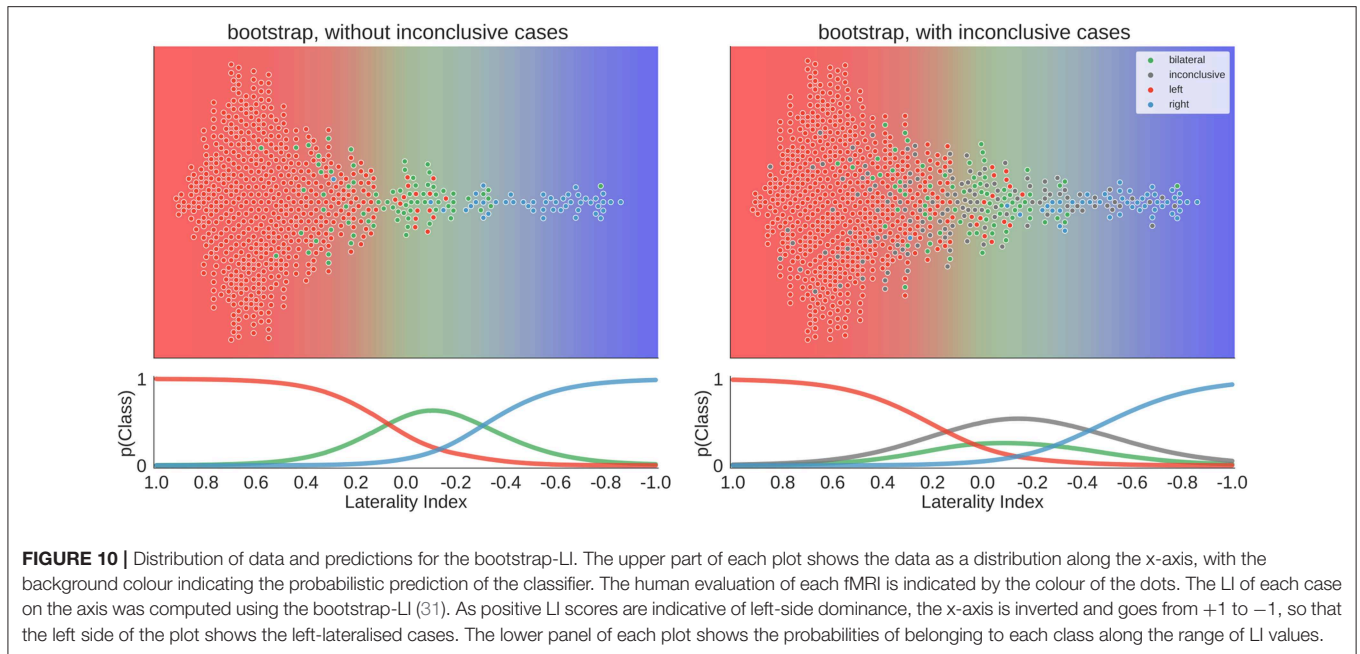 bootstrap, without inconclusive cases
bootstrap, with inconclusive cases
bilateral
inconclusive
left
right
p(Class)
1
0
1.0 0.8 0.6 0.4 0.2 0.0 -0.2 -0.4 -0.6 -0.8 -1.0
Laterality Index
p(Class)
1
0
1.0 0.8 0.6 0.4 0.2 0.0 -0.2 -0.4 -0.6 -0.8 -1.0
Laterality Index
FIGURE 10 | Distribution of data and predictions for the bootstrap-LI. The upper part of each plot shows the data as a distribution along the x-axis, with the
background colour indicating the probabilistic prediction of the classifier. The human evaluation of each fMRI is indicated by the colour of the dots. The LI of each case
on the axis was computed using the bootstrap-LI (31). As positive LI scores are indicative of left-side dominance, the x-axis is inverted and goes from +1 to −1, so that
the left side of the plot shows the left-lateralised cases. The lower panel of each plot shows the probabilities of belonging to each class along the range of LI values.